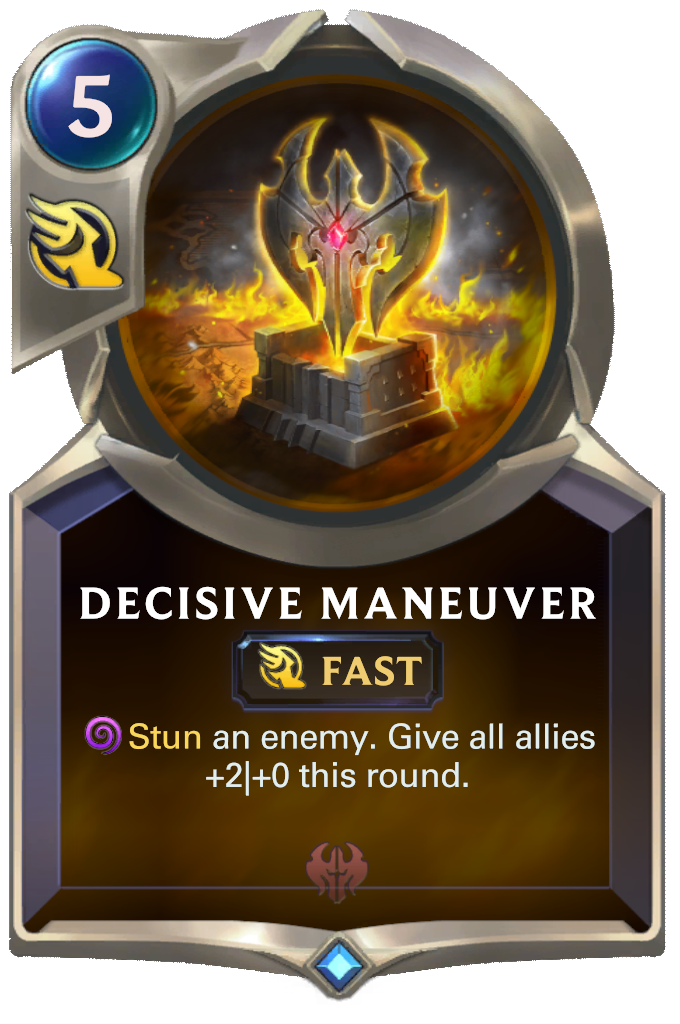 5
DECISIVE MANEUVER
FAST
Stun an enemy. Give all allies
+2|+0 this round.